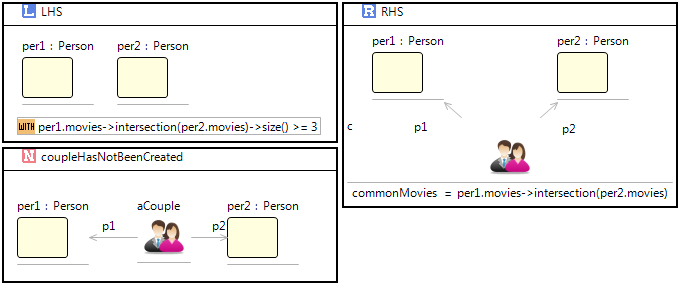 L LHS
per1 : Person per2 : Person
WITH per1.movies->intersection(per2.movies)->size() >= 3
N coupleHasNotBeenCreated
per1 : Person aCouple per2 : Person
p1 p2
R RHS
per1 : Person per2 : Person
c p1 p2
commonMovies = per1.movies->intersection(per2.movies)